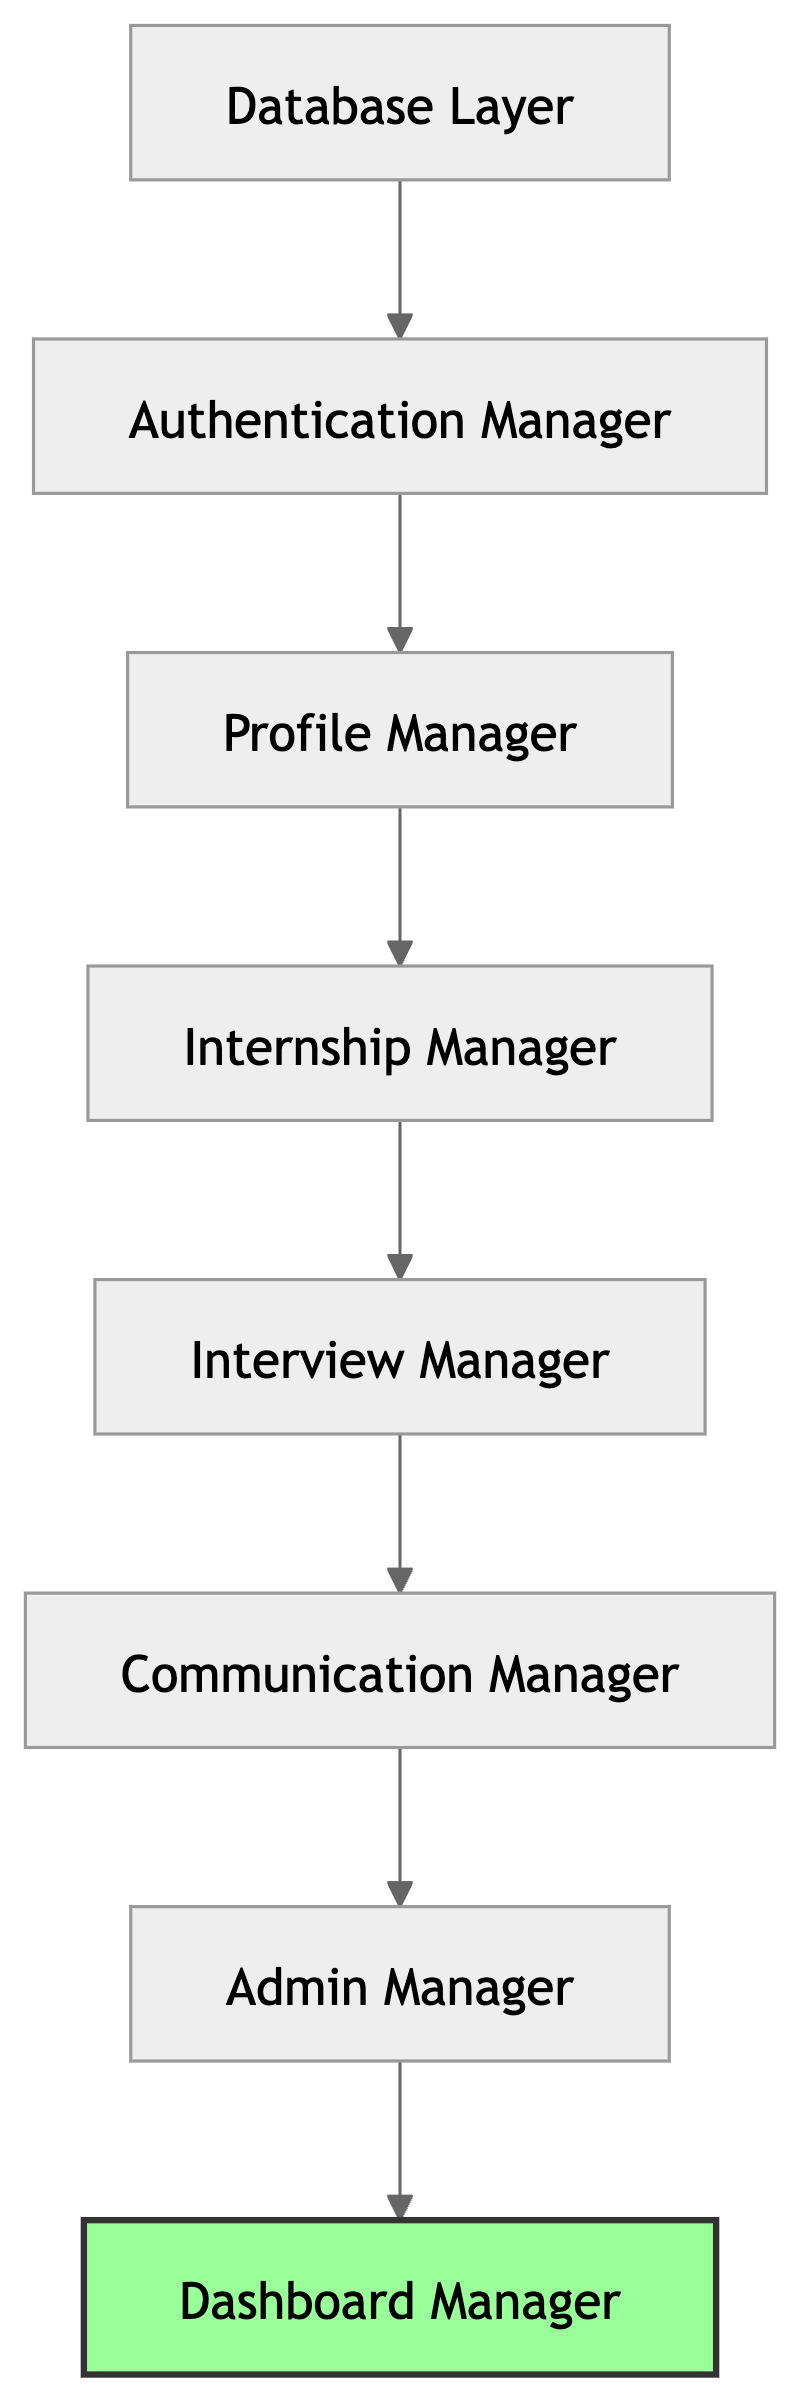 Database Layer
Authentication Manager
Profile Manager
Internship Manager
Interview Manager
Communication Manager
Admin Manager
Dashboard Manager